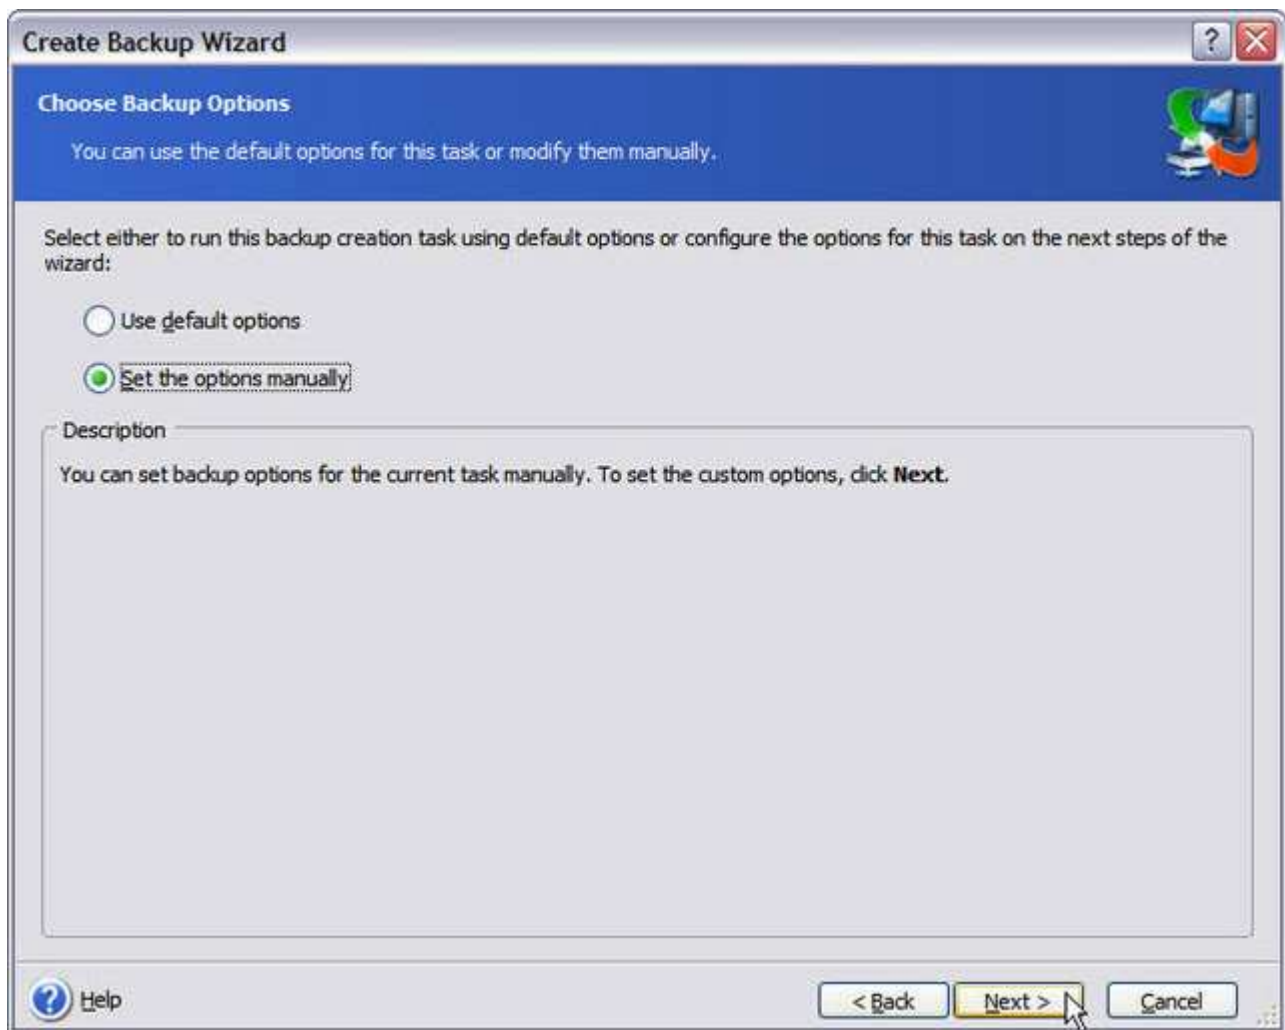 Create Backup Wizard
?
Choose Backup Options
You can use the default options for this task or modify them manually.
Select either to run this backup creation task using default options or configure the options for this task on the next steps of the
wizard:
Use default options
Set the options manually
Description
You can set backup options for the current task manually. To set the custom options, click Next.
? Help
< Back
Next >
Cancel